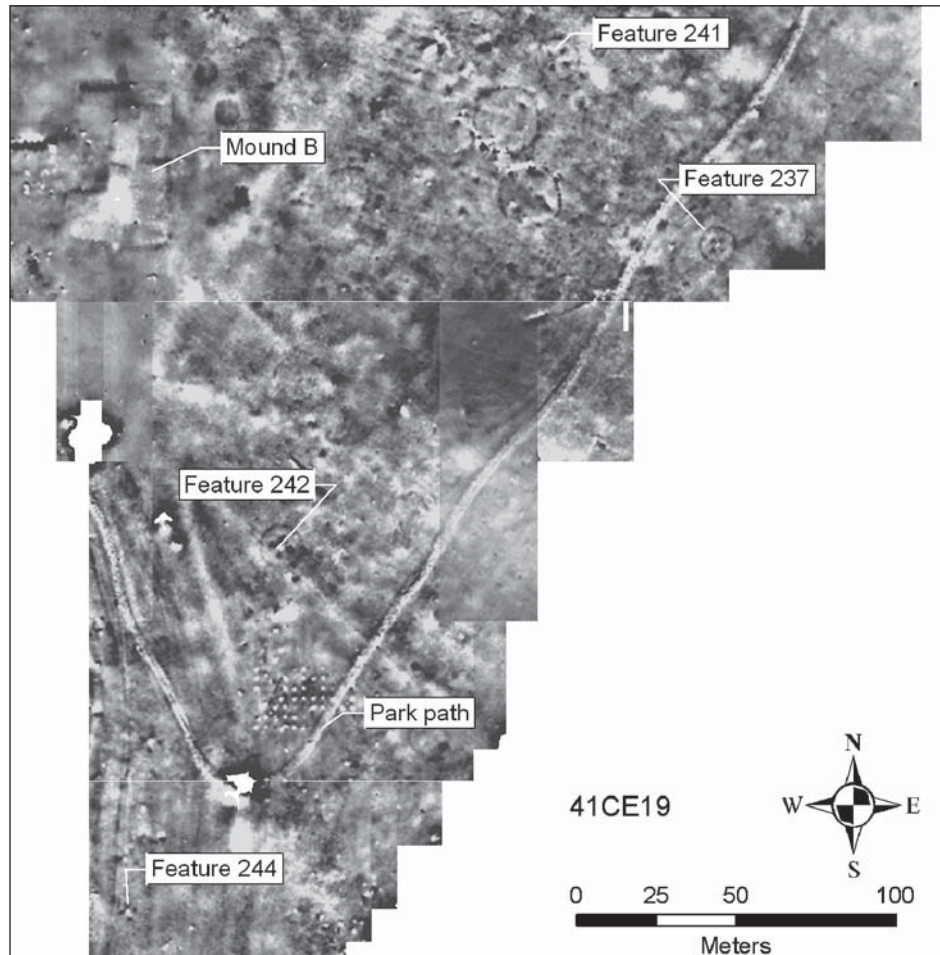 Feature 241
Mound B
Feature 237
Feature 242
Park path
41CE19
N
W E
S
Feature 244
0 25 50 100
Meters